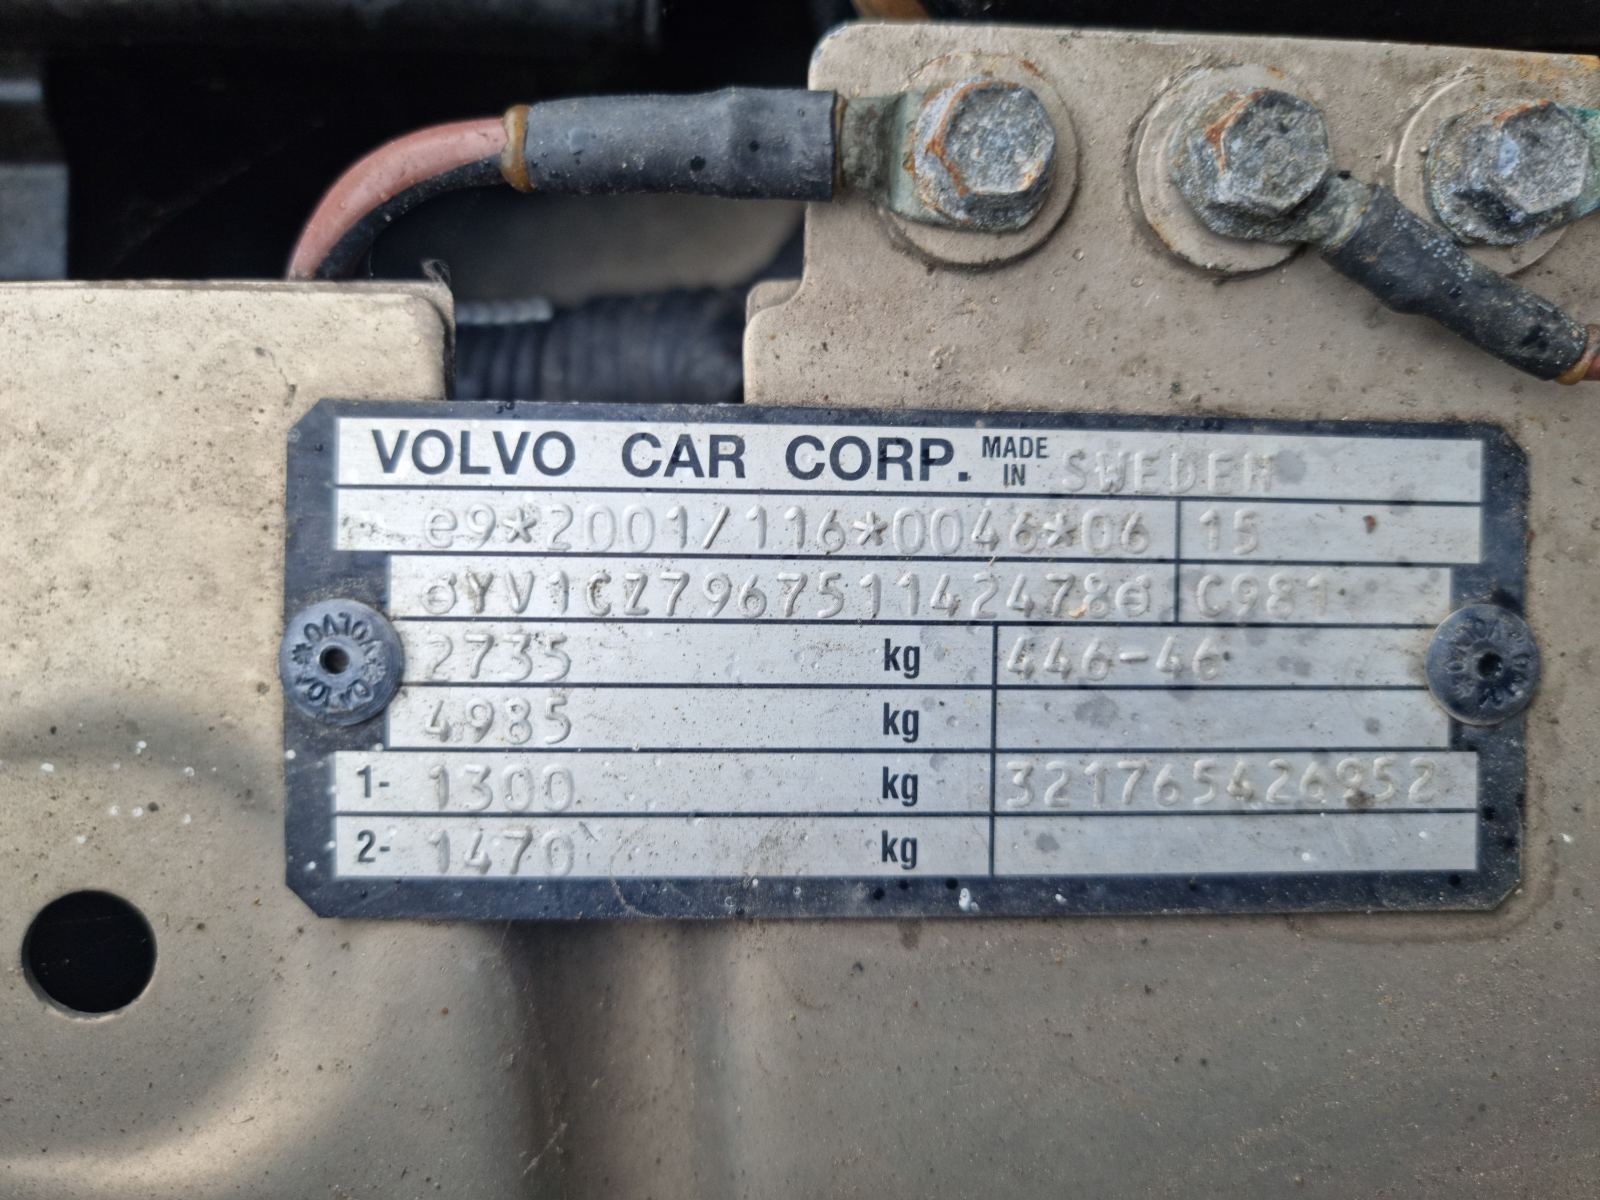 VOLVO CAR CORP. MADE IN SWEDEN
e9*2001/116*0046*06 15
YV1CZ796751142478 C981
2735 kg 446-46
4985 kg
1- 1300 kg 321765426952
2- 1470 kg